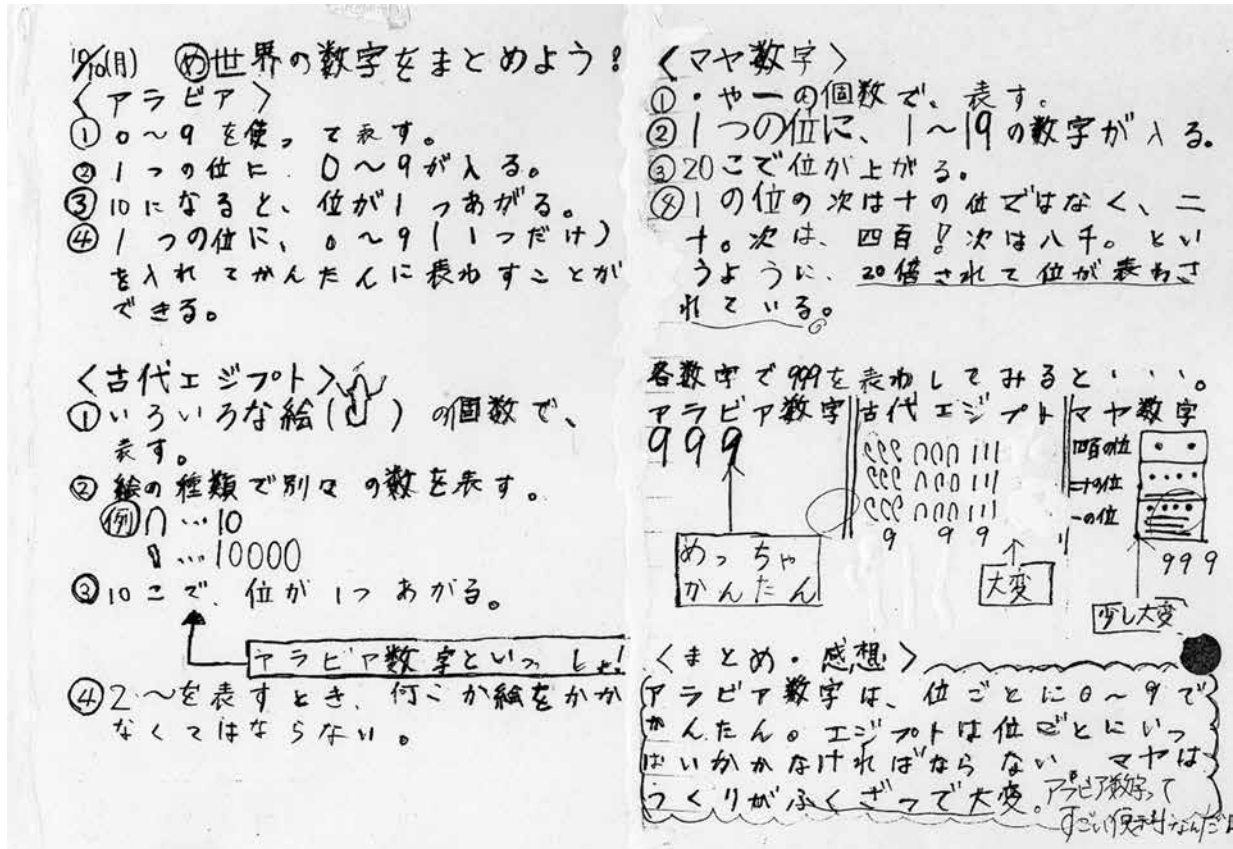 10/10(月) め世界の数字をまとめよう!
〈アラビア〉
① 0～9を使って表す。
② 1つの位に、0～9が入る。
③ 10になると、位が1つあがる。
④ 1つの位に、0～9(1つだけ)
を入れてかんたんに表わすことが
できる。
〈古代エジプト〉
① いろいろな絵( )の個数で、
表す。
② 絵の種類で別々の数を表す。
例 ∩…10
…10000
③ 10こで、位が1つあがる。
アラビア数字といっしょ!
④ 2～を表すとき、何こか絵をかか
なくてはならない。
〈マヤ数字〉
① ・や一の個数で、表す。
② 1つの位に、1～19の数字が入る。
③ 20こで位が上がる。
④ 1の位の次は十の位ではなく、二
十。次は、四百!次は八千。とい
うように、20倍されて位が表わさ
れている。
各数字で999を表わしてみると・・・。
アラビア数字
999
めっちゃ
かんたん
古代エジプト
9 9 9
大変
マヤ数字
四百の位
二十の位
一の位
999
少し大変
〈まとめ・感想〉
アラビア数字は、位ごとに0～9で
かんたん。エジプトは位ごとにいっ
ぱいかかなければならない。マヤは
つくりがふくざつで大変。アラビア数字って
すごい便利なんだ!